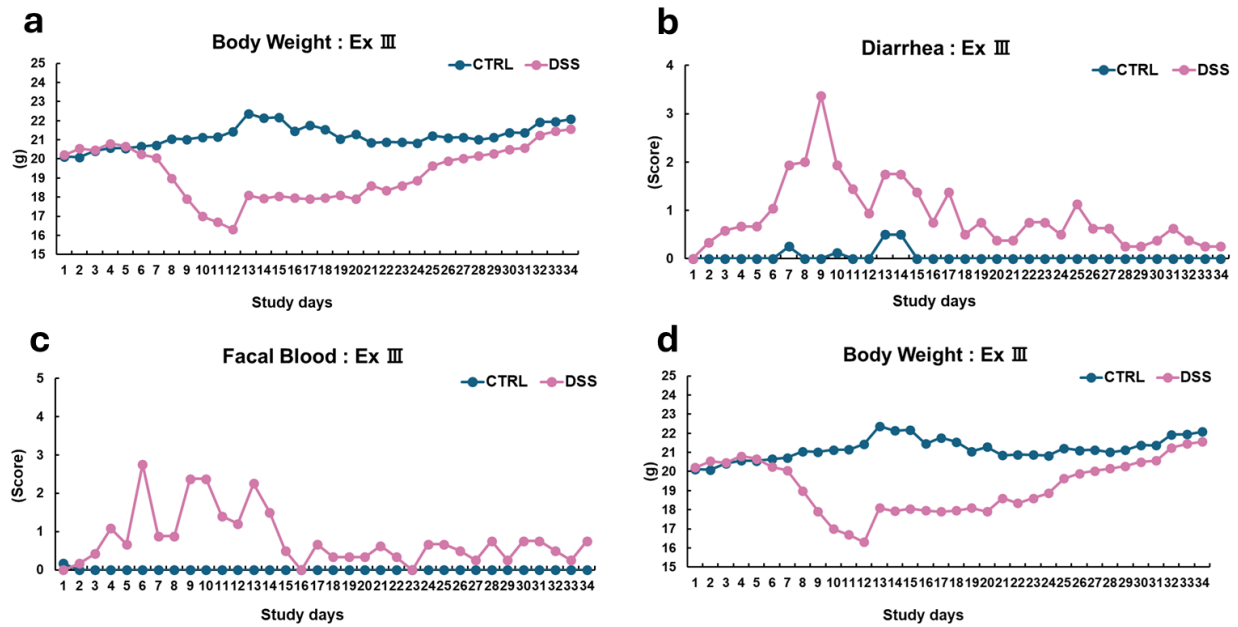 a
Body Weight : Ex Ⅲ
CTRL DSS
25
24
23
22
21
20
19
18
17
16
15
(g)
1 2 3 4 5 6 7 8 9 10 11 12 13 14 15 16 17 18 19 20 21 22 23 24 25 26 27 28 29 30 31 32 33 34
Study days
b
Diarrhea : Ex Ⅲ
CTRL DSS
4
3
2
1
0
(Score)
1 2 3 4 5 6 7 8 9 10 11 12 13 14 15 16 17 18 19 20 21 22 23 24 25 26 27 28 29 30 31 32 33 34
Study days
c
Facal Blood : Ex Ⅲ
CTRL DSS
5
4
3
2
1
0
(Score)
1 2 3 4 5 6 7 8 9 10 11 12 13 14 15 16 17 18 19 20 21 22 23 24 25 26 27 28 29 30 31 32 33 34
Study days
d
Body Weight : Ex Ⅲ
CTRL DSS
25
24
23
22
21
20
19
18
17
16
15
(g)
1 2 3 4 5 6 7 8 9 10 11 12 13 14 15 16 17 18 19 20 21 22 23 24 25 26 27 28 29 30 31 32 33 34
Study days